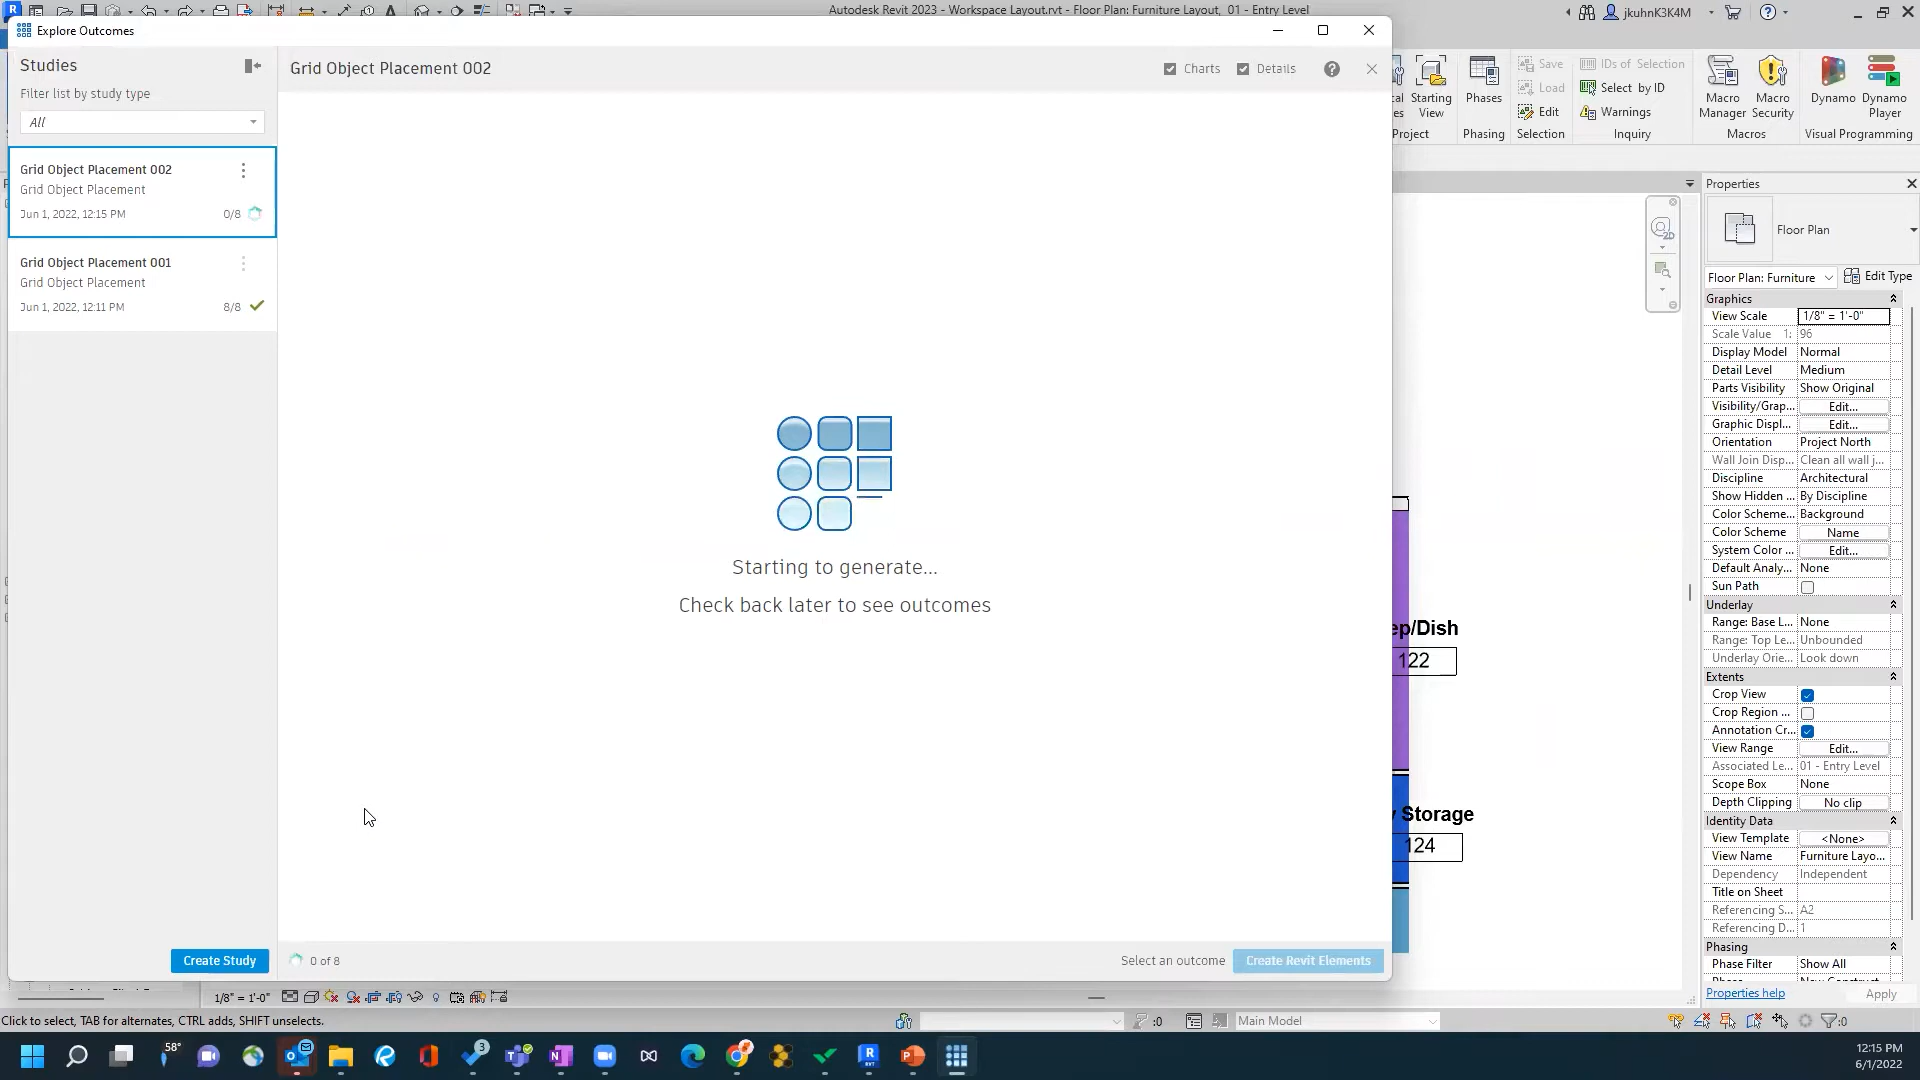 Autodesk Revit 2023 - Workspace Layout.rvt - Floor Plan: Furniture Layout, 01 - Entry Level
jkuhnK3K4M
Explore Outcomes
Studies
Filter list by study type
All
Grid Object Placement 002
Grid Object Placement
Jun 1, 2022, 12:15 PM
0/8
Grid Object Placement 001
Grid Object Placement
Jun 1, 2022, 12:11 PM
8/8
Create Study
Grid Object Placement 002
Charts
Details
Starting to generate...
Check back later to see outcomes
0 of 8
Select an outcome
Create Revit Elements
Starting
View
Phases
Save
Load
Edit
IDs of Selection
Select by ID
Warnings
Macro
Manager
Macro
Security
Dynamo
Dynamo
Player
Project
Phasing
Selection
Inquiry
Macros
Visual Programming
ep/Dish
122
Storage
124
Properties
Floor Plan
Floor Plan: Furniture
Edit Type
Graphics
View Scale 1/8" = 1'-0"
Scale Value 1: 96
Display Model Normal
Detail Level Medium
Parts Visibility Show Original
Visibility/Grap... Edit...
Graphic Displ... Edit...
Orientation Project North
Wall Join Disp... Clean all wall j...
Discipline Architectural
Show Hidden ... By Discipline
Color Scheme... Background
Color Scheme Name
System Color ... Edit...
Default Analy... None
Sun Path
Underlay
Range: Base L... None
Range: Top Le... Unbounded
Underlay Orie... Look down
Extents
Crop View
Crop Region ...
Annotation Cr...
View Range Edit...
Associated Le... 01 - Entry Level
Scope Box None
Depth Clipping No clip
Identity Data
View Template <None>
View Name Furniture Layo...
Dependency Independent
Title on Sheet
Referencing S... A2
Referencing D... 1
Phasing
Phase Filter Show All
Properties help
Apply
1/8" = 1'-0"
Click to select, TAB for alternates, CTRL adds, SHIFT unselects.
:0
Main Model
:0
58°
3
12:15 PM
6/1/2022